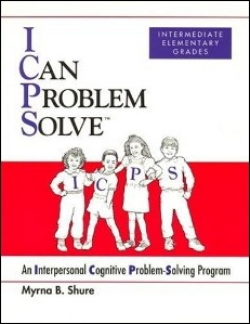 INTERMEDIATE
ELEMENTARY
GRADES
I
CAN
PROBLEM
SOLVE™
I C P S
An Interpersonal Cognitive Problem-Solving Program
Myrna B. Shure